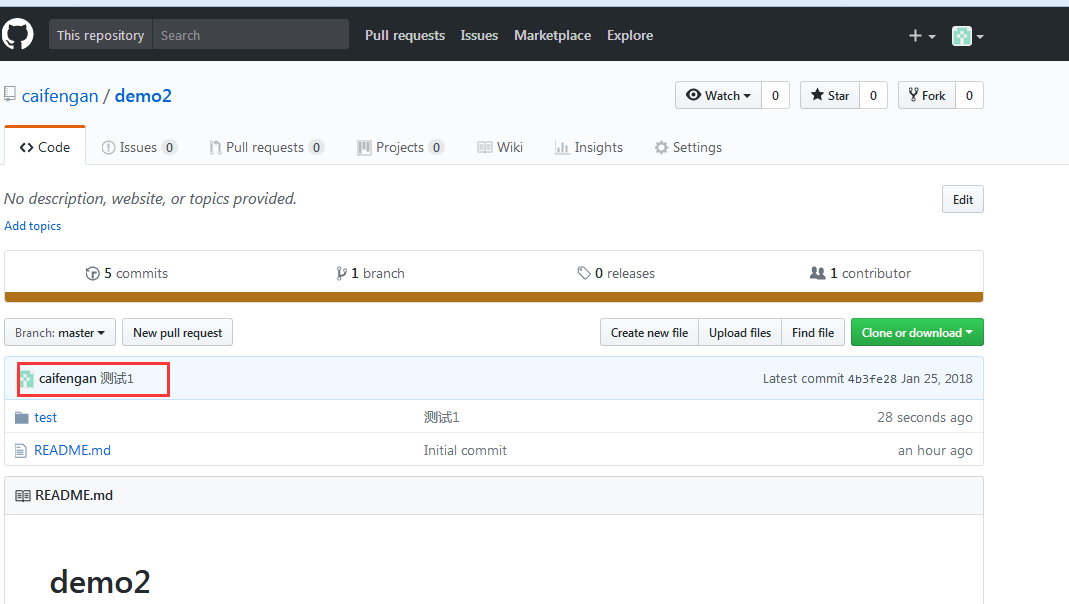 This repository Search Pull requests Issues Marketplace Explore
caifengan / demo2 Watch 0 Star 0 Fork 0
Code Issues 0 Pull requests 0 Projects 0 Wiki Insights Settings
No description, website, or topics provided. Edit
Add topics
5 commits 1 branch 0 releases 1 contributor
Branch: master New pull request Create new file Upload files Find file Clone or download
caifengan 测试1 Latest commit 4b3fe28 Jan 25, 2018
test 测试1 28 seconds ago
README.md Initial commit an hour ago
README.md
demo2